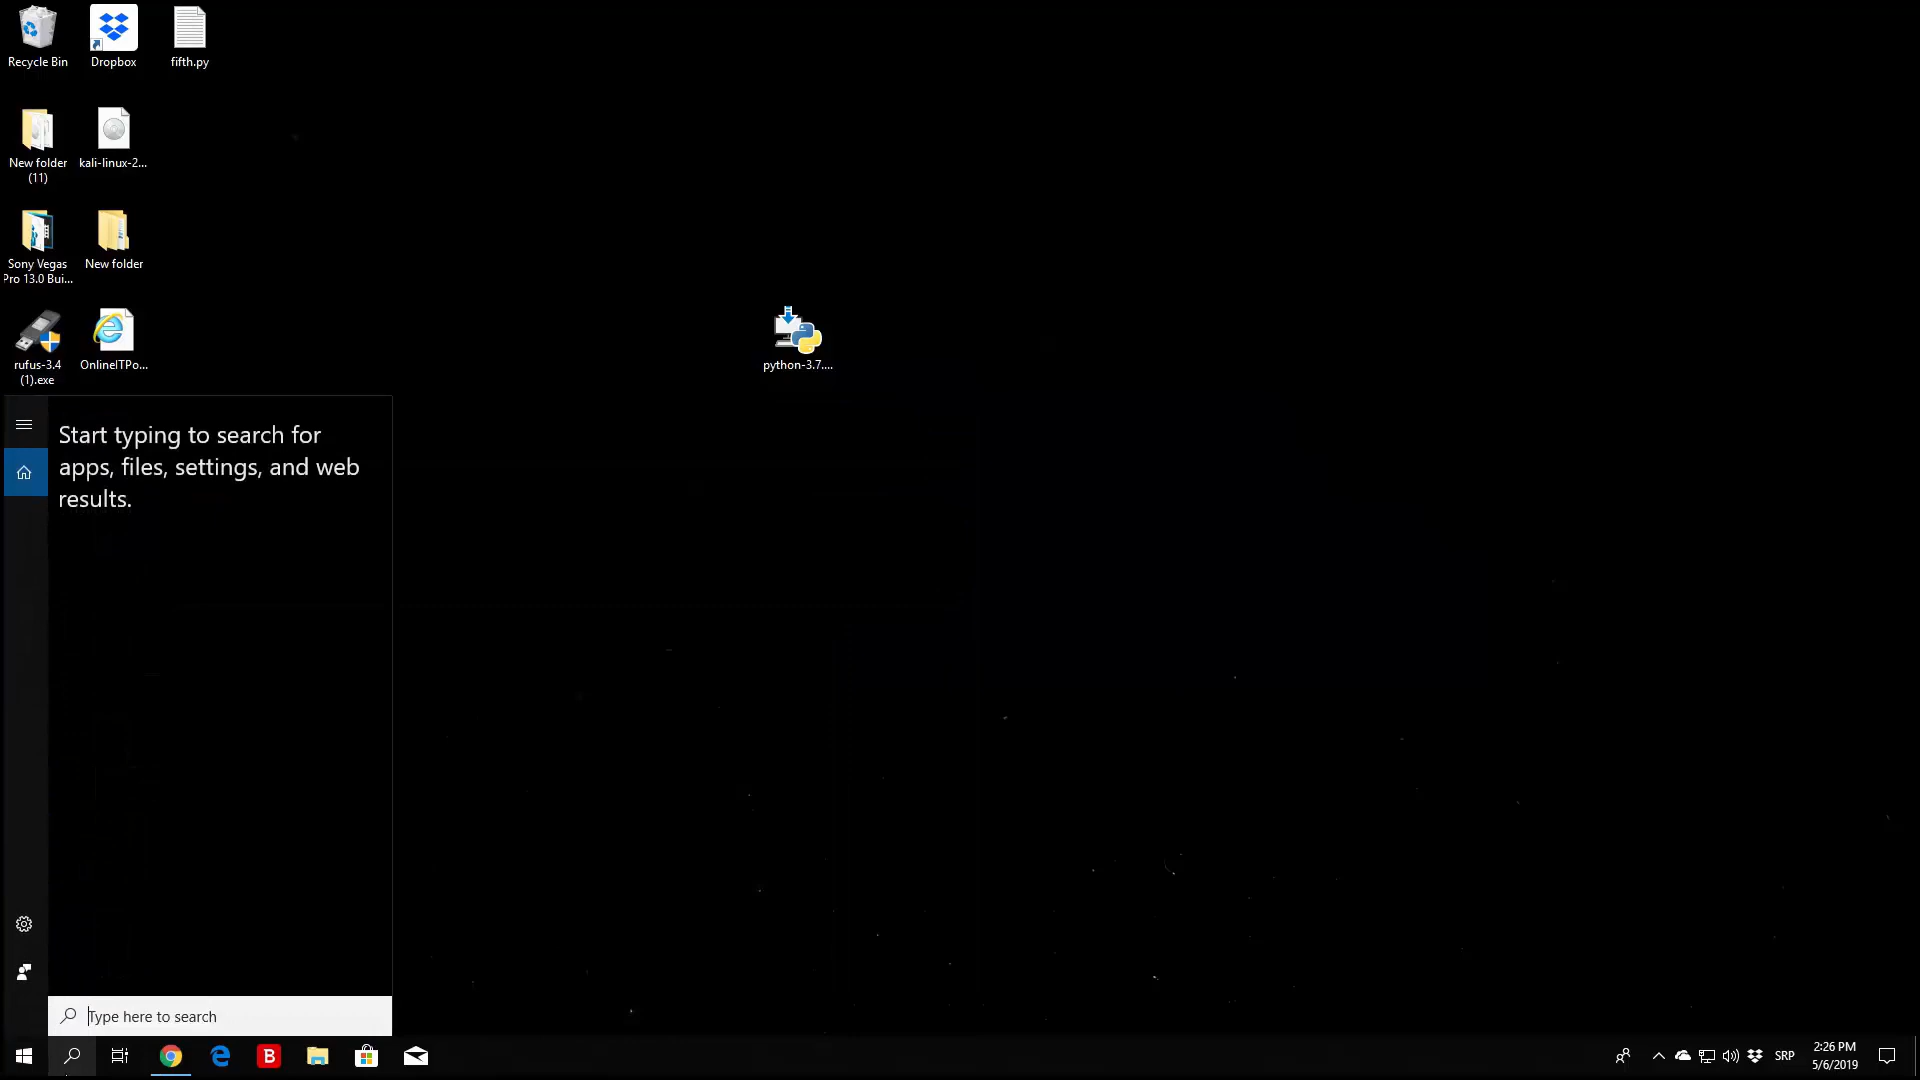 Recycle Bin
Dropbox
fifth.py
New folder
(11)
kali-linux-2...
Sony Vegas
Pro 13.0 Bui...
New folder
rufus-3.4
(1).exe
OnlineITPo...
python-3.7....
Start typing to search for
apps, files, settings, and web
results.
Type here to search
B
SRP
2:26 PM
5/6/2019